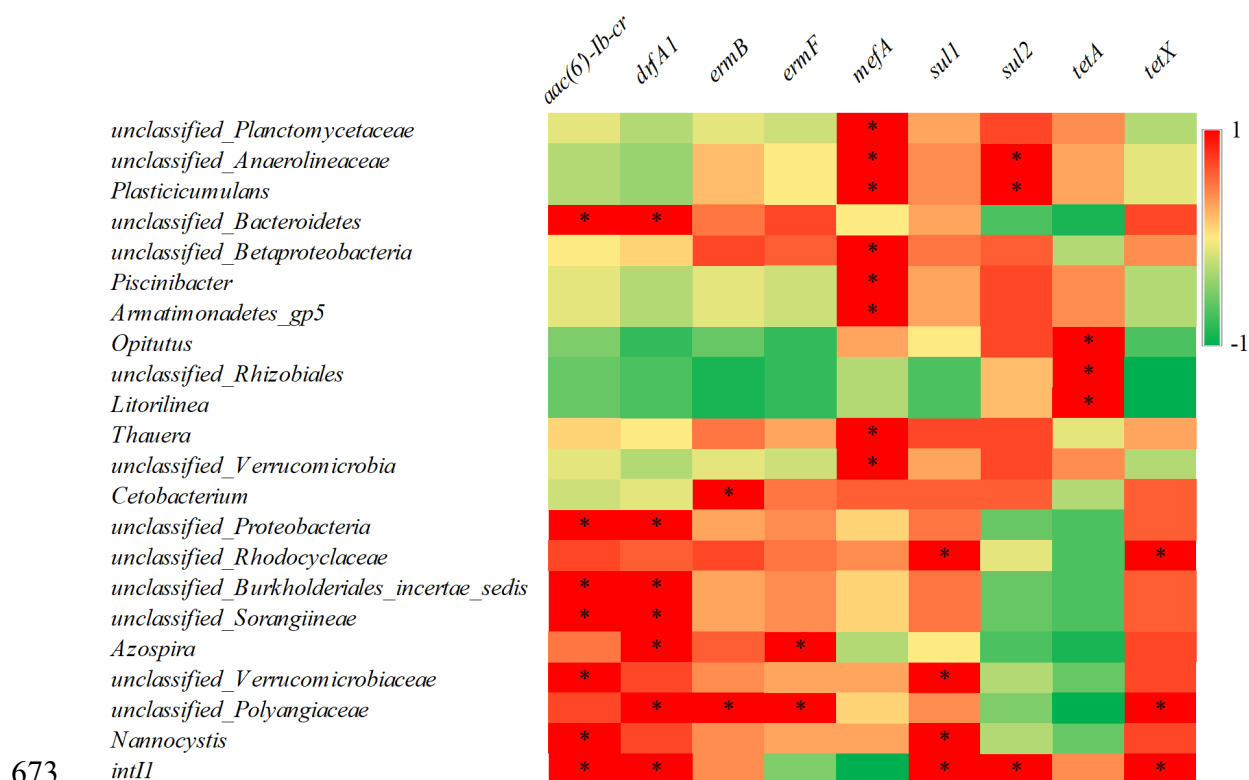 aac(6')-Ib-cr drfA1 ermB ermF mefA sul1 sul2 tetA tetX
unclassified_Planctomycetaceae *
unclassified_Anaerolineaceae * *
Plasticicumulans * *
unclassified_Bacteroidetes * *
unclassified_Betaproteobacteria *
Piscinibacter *
Armatimonadetes_gp5 *
Opitutus *
unclassified_Rhizobiales *
Litorilinea *
Thauera *
unclassified_Verrucomicrobia *
Cetobacterium *
unclassified_Proteobacteria * *
unclassified_Rhodocyclaceae * *
unclassified_Burkholderiales_incertae_sedis * *
unclassified_Sorangiineae * *
Azospira * *
unclassified_Verrucomicrobiaceae * *
unclassified_Polyangiaceae * * * *
Nannocystis * *
673 intI1 * * * * *
1
-1